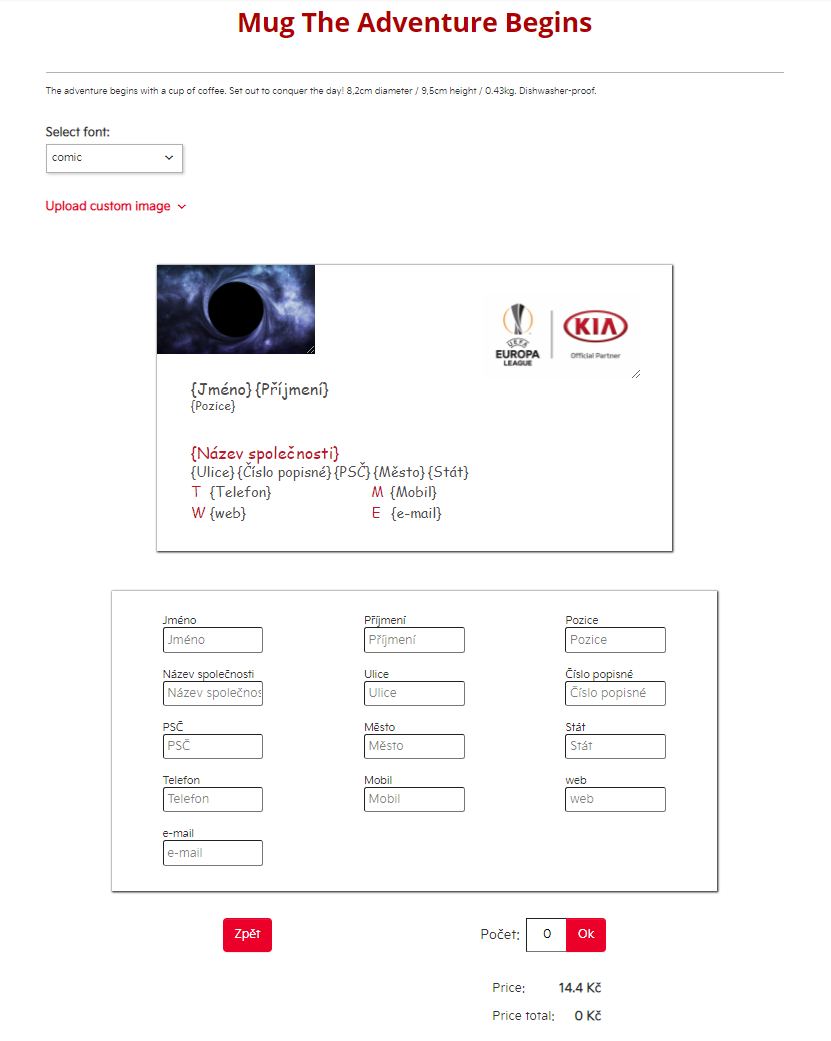 Mug The Adventure Begins
The adventure begins with a cup of coffee. Set out to conquer the day! 8,2cm diameter / 9,5cm height / 0.43kg. Dishwasher-proof.
Select font:
comic
Upload custom image
UEFA
EUROPA
LEAGUE
KIA
Official Partner
{Jméno} {Příjmení}
{Pozice}
{Název společnosti}
{Ulice} {Číslo popisné} {PSČ} {Město} {Stát}
T {Telefon} M {Mobil}
W {web} E {e-mail}
Jméno Příjmení Pozice
Jméno Příjmení Pozice
Název společnosti Ulice Číslo popisné
Název společnos Ulice Číslo popisné
PSČ Město Stát
PSČ Město Stát
Telefon Mobil web
Telefon Mobil web
e-mail
e-mail
Zpět Počet: 0 Ok
Price: 14.4 Kč
Price total: 0 Kč